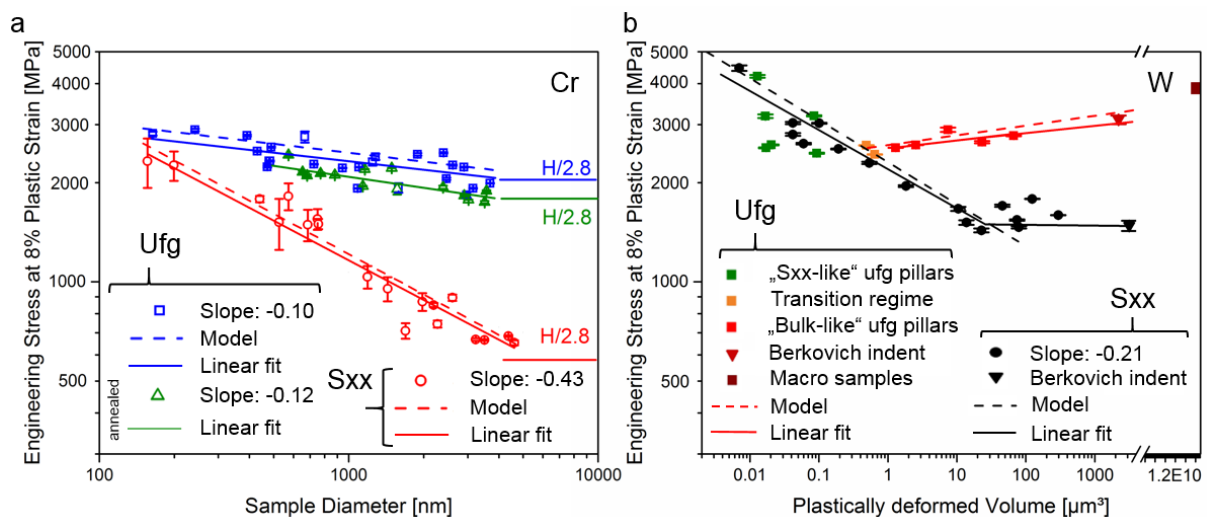 a
Engineering Stress at 8% Plastic Strain [MPa]
5000
4000
3000
2000
1000
500
Cr
H/2.8
H/2.8
H/2.8
Ufg
Slope: -0.10
Model
Linear fit
annealed
Slope: -0.12
Linear fit
Sxx
Slope: -0.43
Model
Linear fit
100
1000
10000
Sample Diameter [nm]
b
Engineering Stress at 8% Plastic Strain [MPa]
5000
4000
3000
2000
1000
500
W
Ufg
„Sxx-like“ ufg pillars
Transition regime
„Bulk-like“ ufg pillars
Berkovich indent
Macro samples
Model
Linear fit
Sxx
Slope: -0.21
Berkovich indent
Model
Linear fit
0.01
0.1
1
10
100
1000
1.2E10
Plastically deformed Volume [µm³]